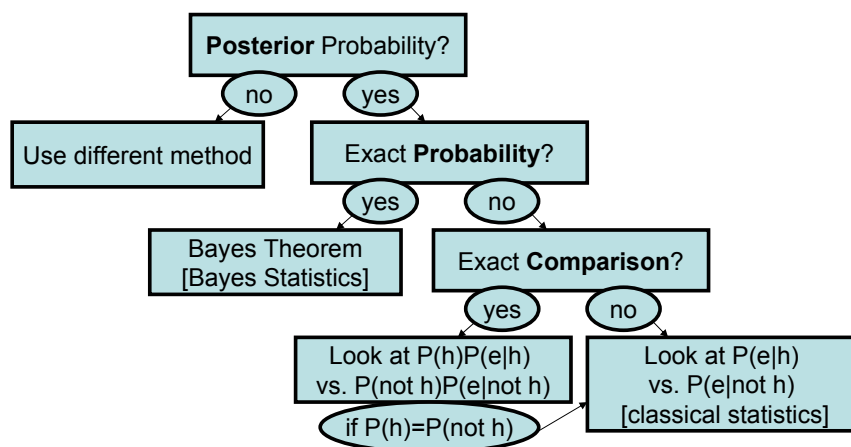 Posterior Probability?
no
yes
Use different method
Exact Probability?
yes
no
Bayes Theorem
[Bayes Statistics]
Exact Comparison?
yes
no
Look at P(h)P(e|h)
vs. P(not h)P(e|not h)
Look at P(e|h)
vs. P(e|not h)
[classical statistics]
if P(h)=P(not h)